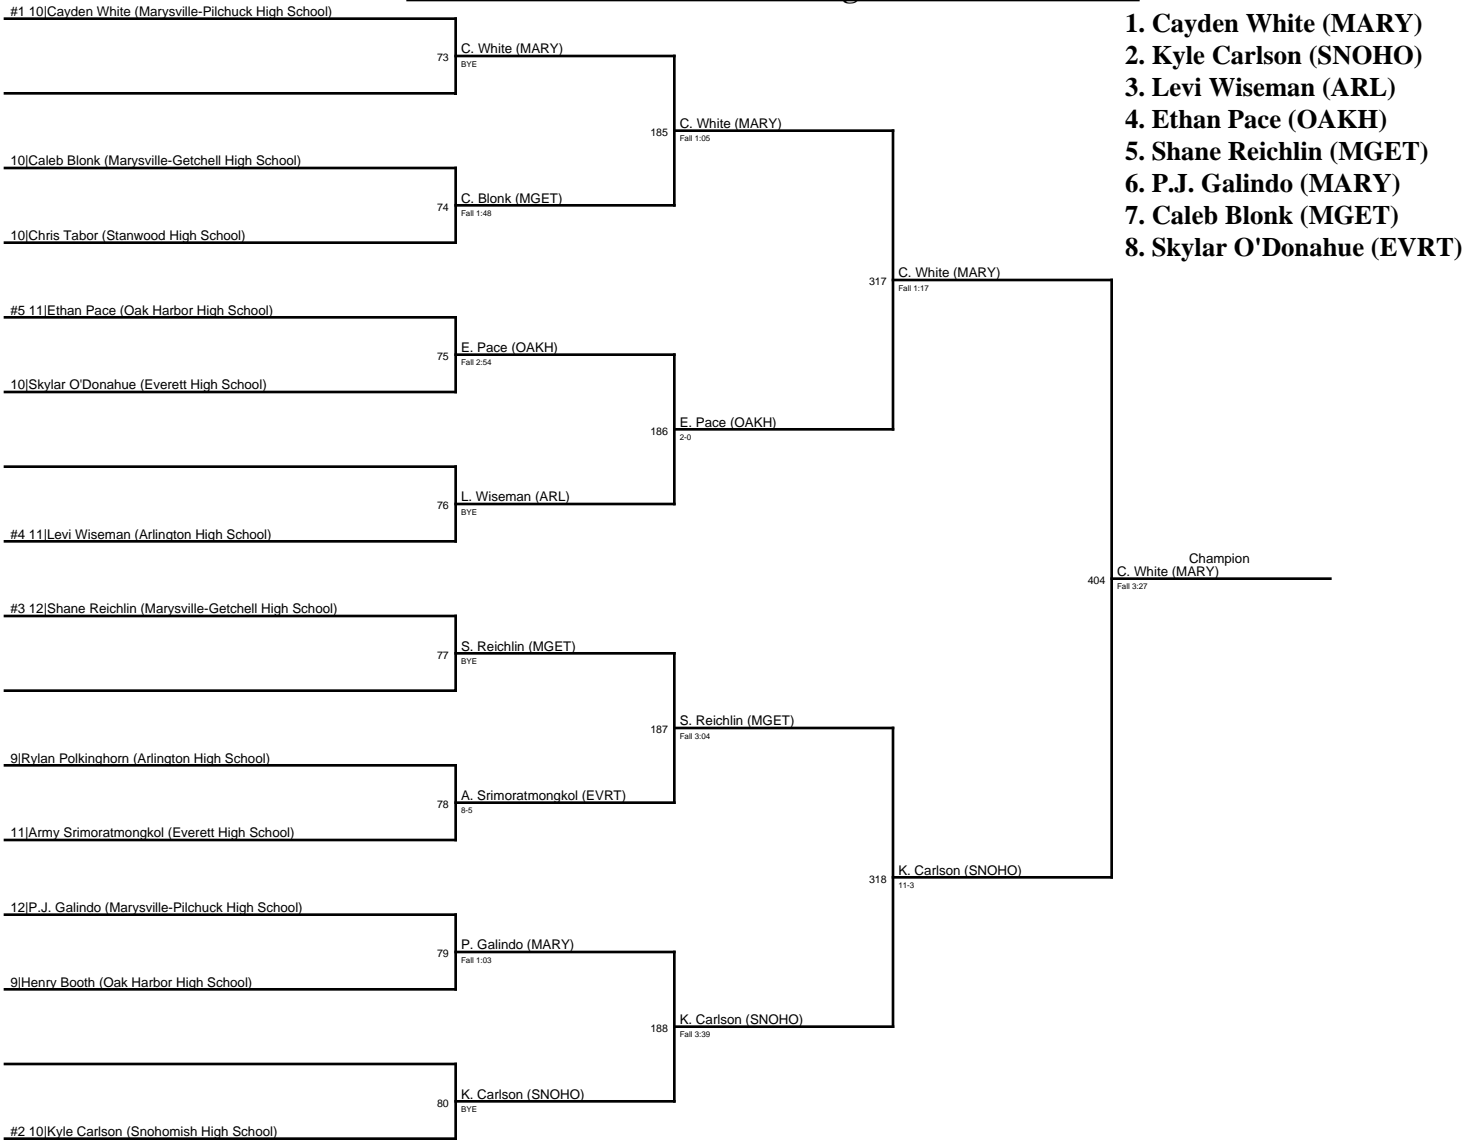 #1 10|Cayden White (Marysville-Pilchuck High School)
73
C. White (MARY)
BYE
185
C. White (MARY)
Fall 1:05
10|Caleb Blonk (Marysville-Getchell High School)
74
C. Blonk (MGET)
Fall 1:48
10|Chris Tabor (Stanwood High School)
317
C. White (MARY)
Fall 1:17
#5 11|Ethan Pace (Oak Harbor High School)
75
E. Pace (OAKH)
Fall 2:54
10|Skylar O'Donahue (Everett High School)
186
E. Pace (OAKH)
2-0
76
L. Wiseman (ARL)
BYE
#4 11|Levi Wiseman (Arlington High School)
Champion
404
C. White (MARY)
Fall 3:27
#3 12|Shane Reichlin (Marysville-Getchell High School)
77
S. Reichlin (MGET)
BYE
187
S. Reichlin (MGET)
Fall 3:04
9|Rylan Polkinghorn (Arlington High School)
78
A. Srimoratmongkol (EVRT)
8-5
11|Army Srimoratmongkol (Everett High School)
318
K. Carlson (SNOHO)
11-3
12|P.J. Galindo (Marysville-Pilchuck High School)
79
P. Galindo (MARY)
Fall 1:03
9|Henry Booth (Oak Harbor High School)
188
K. Carlson (SNOHO)
Fall 3:39
80
K. Carlson (SNOHO)
BYE
#2 10|Kyle Carlson (Snohomish High School)
1. Cayden White (MARY)
2. Kyle Carlson (SNOHO)
3. Levi Wiseman (ARL)
4. Ethan Pace (OAKH)
5. Shane Reichlin (MGET)
6. P.J. Galindo (MARY)
7. Caleb Blonk (MGET)
8. Skylar O'Donahue (EVRT)